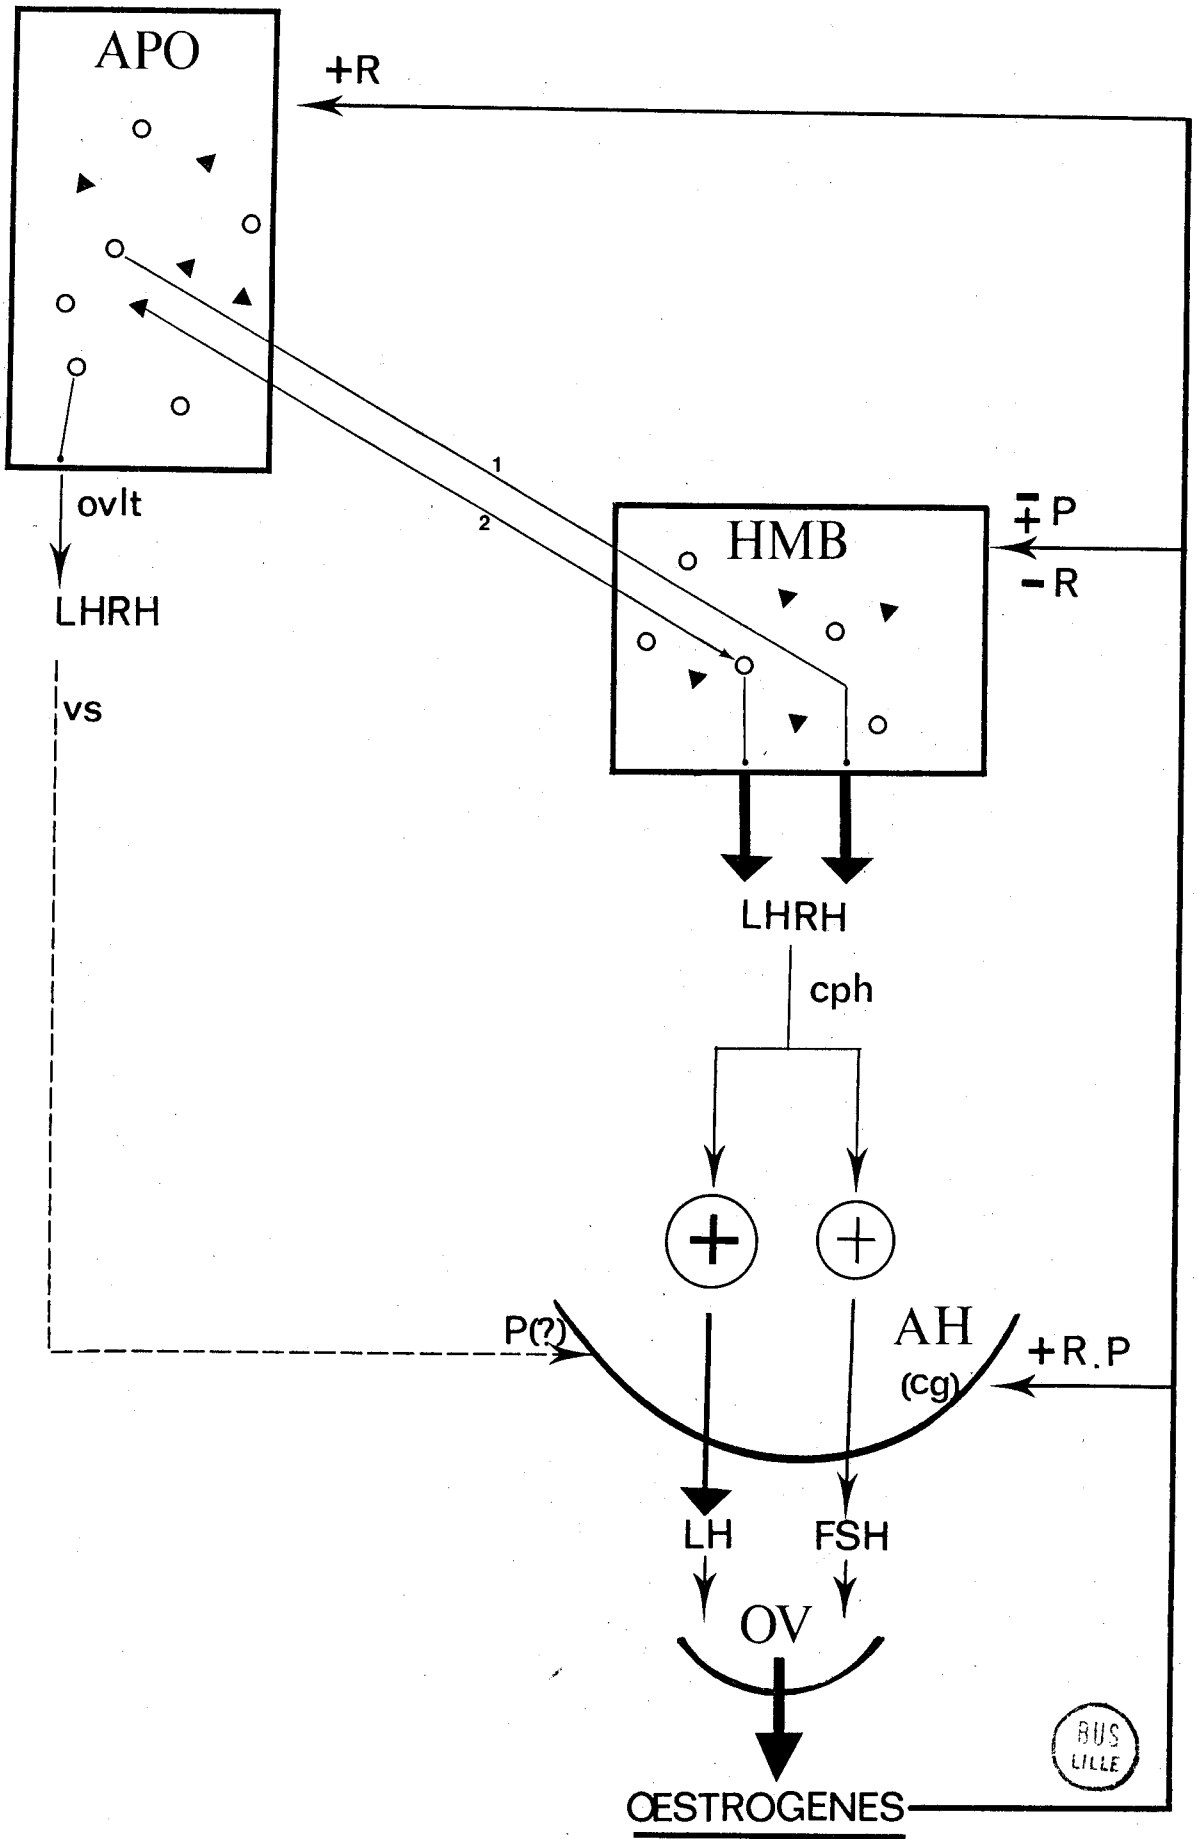 APO
+R
1
2
ovlt
LHRH
vs
HMB
∓ P
- R
LHRH
cph
+
+
P(?)
AH
(cg)
+R.P
LH
FSH
OV
BUS
LILLE
ŒSTROGENES